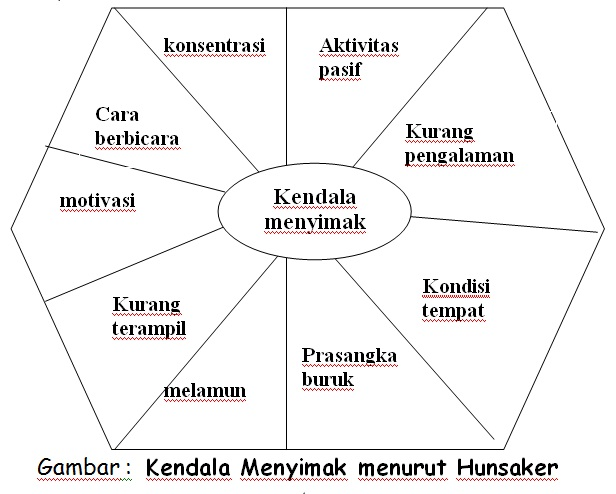 konsentrasi
Aktivitas
pasif
Cara
berbicara
Kurang
pengalaman
motivasi
Kendala
menyimak
Kurang
terampil
Kondisi
tempat
Prasangka
buruk
melamun
Gambar : Kendala Menyimak menurut Hunsaker